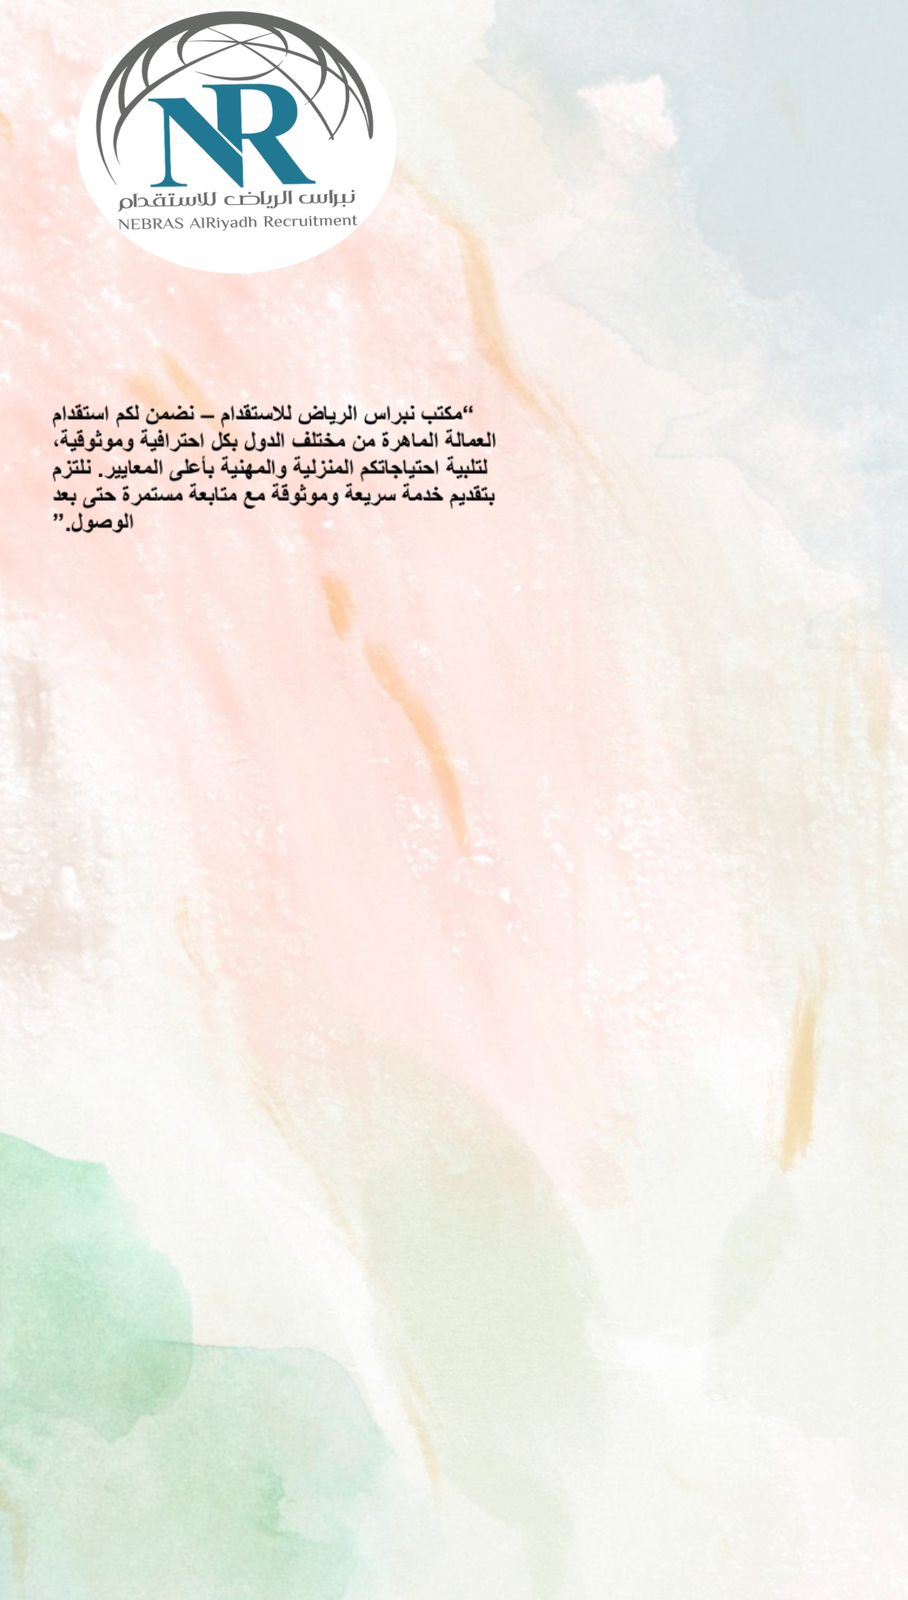 NR
نبراس الرياض للاستقدام
NEBRAS AlRiyadh Recruitment
“مكتب نبراس الرياض للاستقدام – نضمن لكم استقدام
العمالة الماهرة من مختلف الدول بكل احترافية وموثوقية،
لتلبية احتياجاتكم المنزلية والمهنية بأعلى المعايير. نلتزم
بتقديم خدمة سريعة وموثوقة مع متابعة مستمرة حتى بعد
الوصول.”